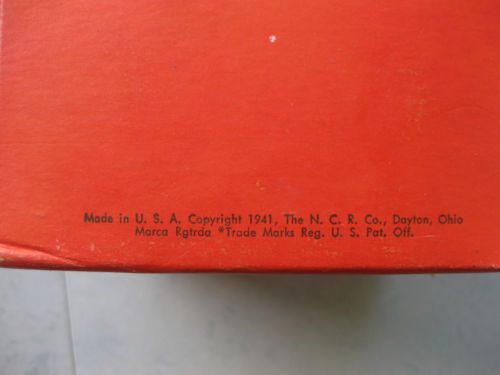 Made in U. S. A. Copyright 1941, The N. C. R. Co., Dayton, Ohio
Marca Rgtrda *Trade Marks Reg. U. S. Pat. Off.